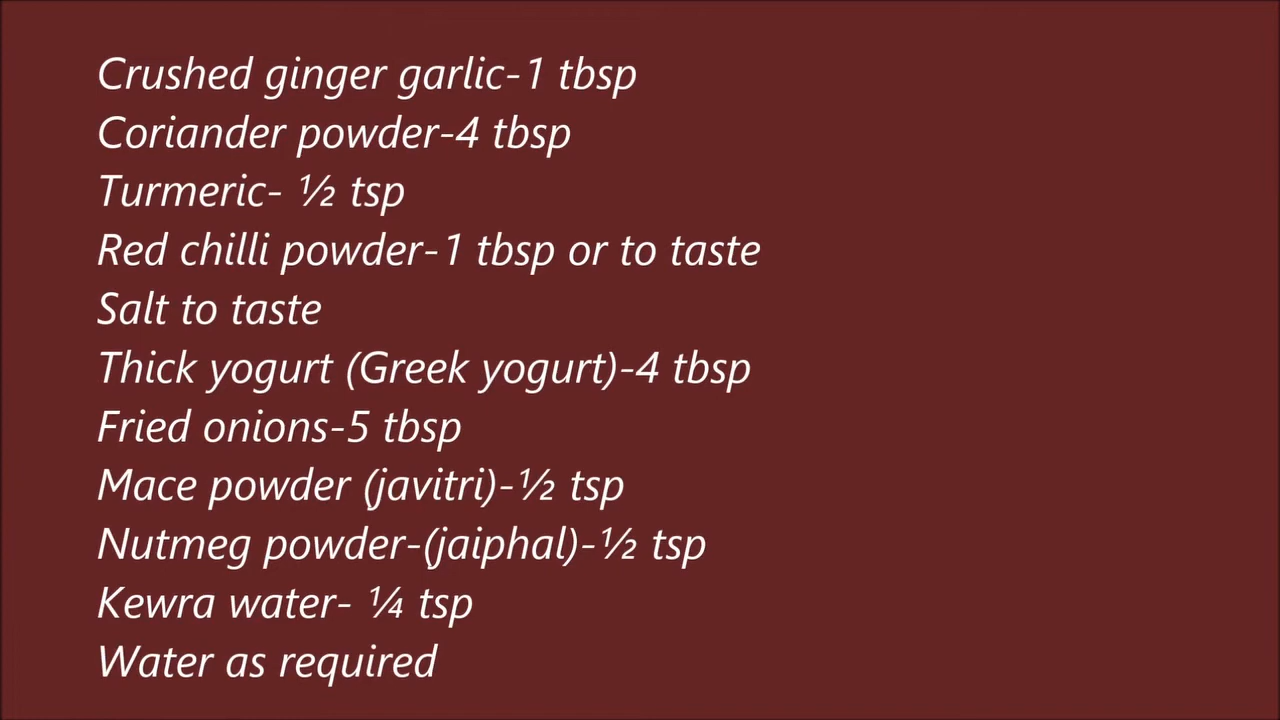 Crushed ginger garlic-1 tbsp
Coriander powder-4 tbsp
Turmeric- ½ tsp
Red chilli powder-1 tbsp or to taste
Salt to taste
Thick yogurt (Greek yogurt)-4 tbsp
Fried onions-5 tbsp
Mace powder (javitri)-½ tsp
Nutmeg powder-(jaiphal)-½ tsp
Kewra water- ¼ tsp
Water as required